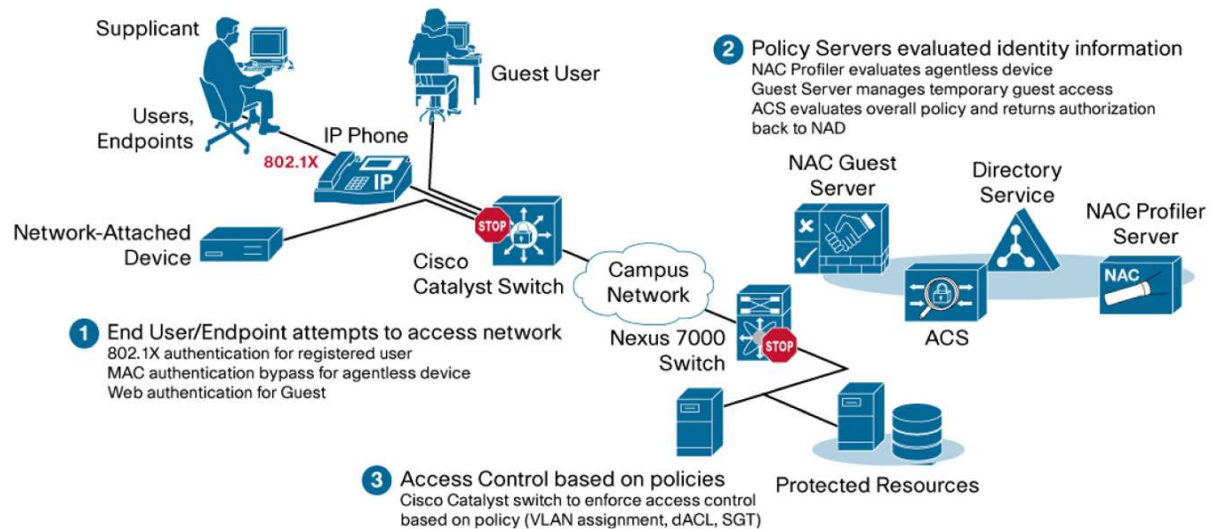 Supplicant
Guest User
Users,
Endpoints
IP Phone
802.1X
IP
STOP
Network-Attached
Device
Cisco
Catalyst Switch
Campus
Network
1 End User/Endpoint attempts to access network
802.1X authentication for registered user
MAC authentication bypass for agentless device
Web authentication for Guest
2 Policy Servers evaluated identity information
NAC Profiler evaluates agentless device
Guest Server manages temporary guest access
ACS evaluates overall policy and returns authorization
back to NAD
NAC Guest
Server
Directory
Service
NAC Profiler
Server
NAC
ACS
Nexus 7000
Switch
STOP
3 Access Control based on policies
Cisco Catalyst switch to enforce access control
based on policy (VLAN assignment, dACL, SGT)
Protected Resources